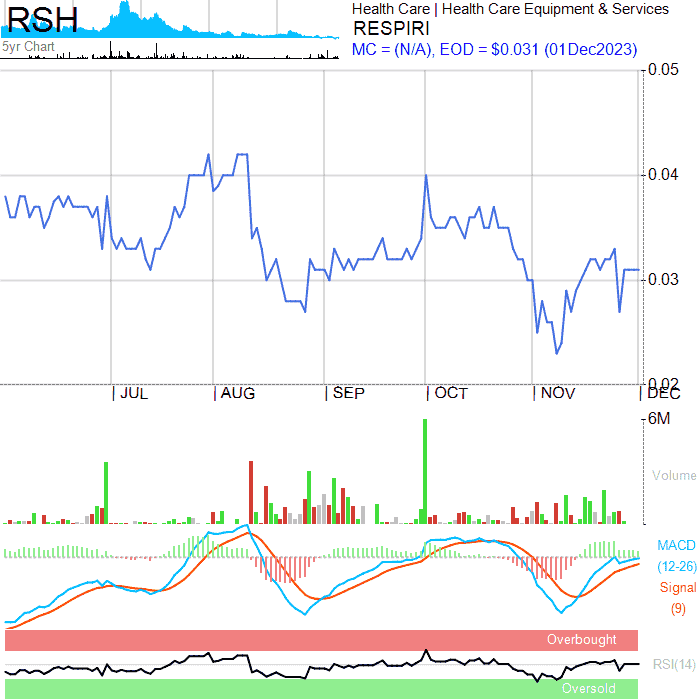 RSH
5yr Chart
Health Care | Health Care Equipment & Services
RESPIRI
MC = (N/A), EOD = $0.031 (01Dec2023)
0.05
0.04
0.03
0.02
JUL AUG SEP OCT NOV DEC
6M
Volume
MACD
(12-26)
Signal
(9)
Overbought
RSI(14)
Oversold